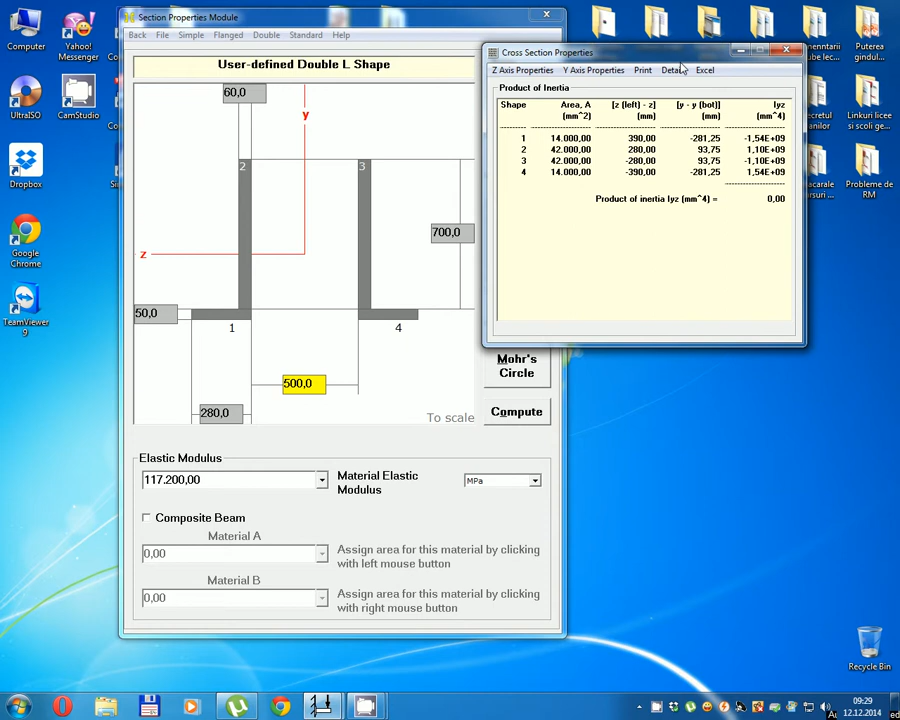 Computer
Yahoo!
Messenger
UltraISO
CamStudio
Dropbox
Google
Chrome
TeamViewer
9
Section Properties Module
Back File Simple Flanged Double Standard Help
User-defined Double L Shape
60,0
y
2
3
700,0
z
50,0
1
4
500,0
280,0
To scale
Mohr's
Circle
Compute
Elastic Modulus
117.200,00
Material Elastic
Modulus
MPa
Composite Beam
Material A
0,00
Assign area for this material by clicking
with left mouse button
Material B
0,00
Assign area for this material by clicking
with right mouse button
Cross Section Properties
Z Axis Properties Y Axis Properties Print Details Excel
Product of Inertia
Shape Area, A [z (left) - z] [y - y (bot)] Iyz
(mm^2) (mm) (mm) (mm^4)
1 14.000,00 390,00 -281,25 -1,54E+09
2 42.000,00 280,00 93,75 1,10E+09
3 42.000,00 -280,00 93,75 -1,10E+09
4 14.000,00 -390,00 -281,25 1,54E+09
Product of inertia Iyz (mm^4) = 0,00
Puterea
gindul...
Linkuri licee
si scoli ge...
Probleme de
RM
Recycle Bin
09:29
12.12.2014